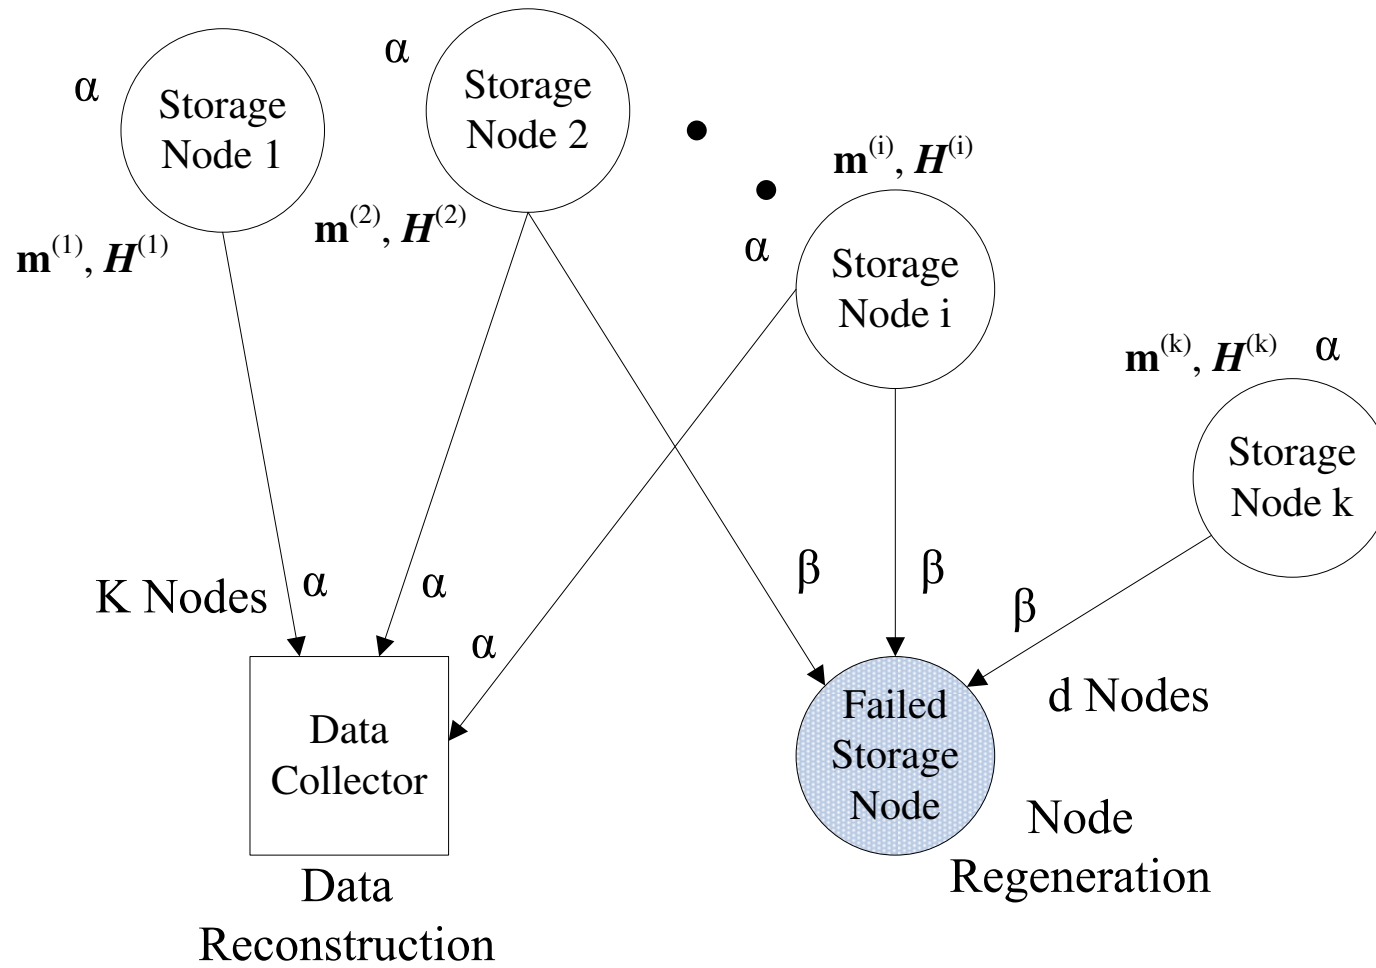 α
Storage
Node 1
m^(1), H^(1)
α
Storage
Node 2
m^(2), H^(2)
m^(i), H^(i)
α
Storage
Node i
m^(k), H^(k) α
Storage
Node k
K Nodes
α
α
α
β
β
β
Data
Collector
Data
Reconstruction
Failed
Storage
Node
d Nodes
Node
Regeneration